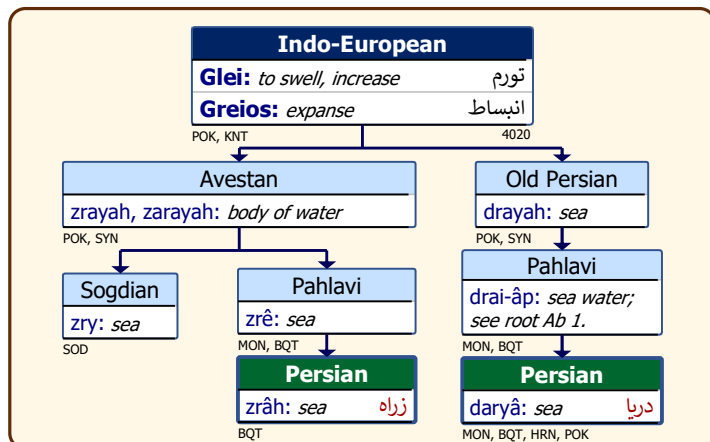 Indo-European
Glei: to swell, increase تورم
Greios: expanse انبساط
POK, KNT 4020
Avestan
zrayah, zarayah: body of water
POK, SYN
Old Persian
drayah: sea
POK, SYN
Sogdian
zry: sea
SOD
Pahlavi
zrê: sea
MON, BQT
Pahlavi
drai-âp: sea water;
see root Ab 1.
MON, BQT
Persian
zrâh: sea زراه
BQT
Persian
daryâ: sea دریا
MON, BQT, HRN, POK